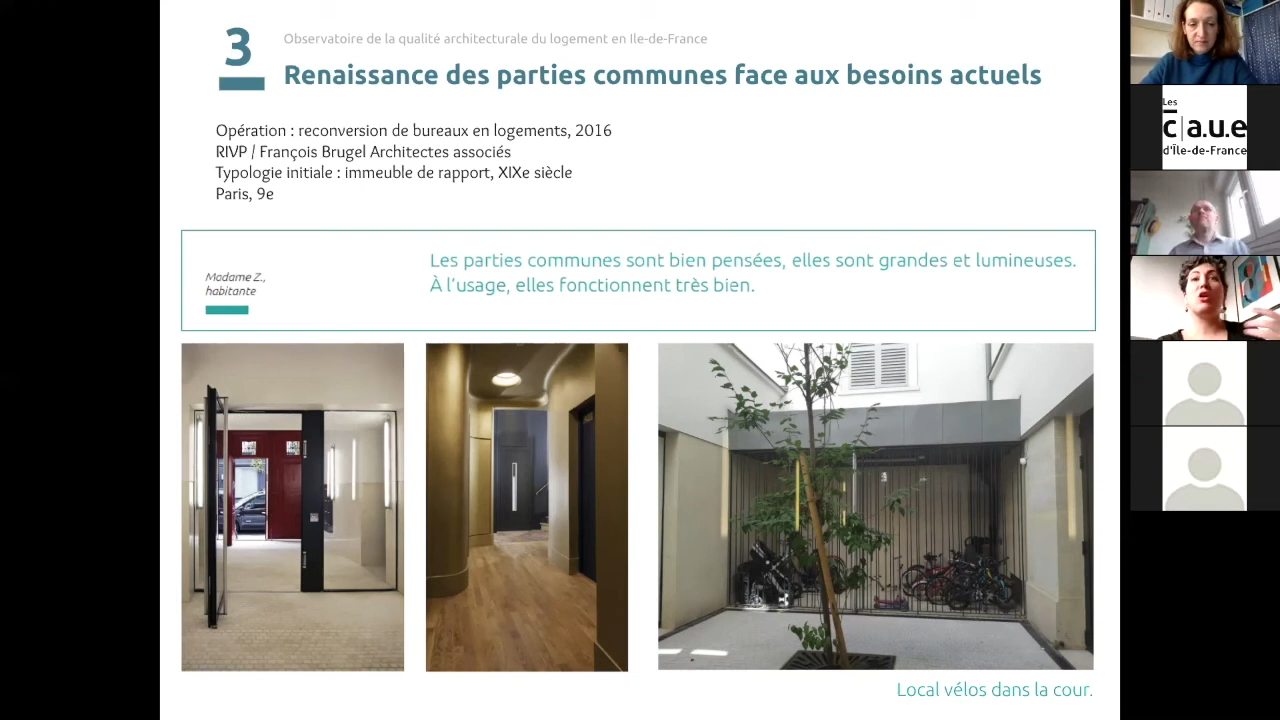 3
Observatoire de la qualité architecturale du logement en Ile-de-France
Renaissance des parties communes face aux besoins actuels
Opération : reconversion de bureaux en logements, 2016
RIVP / François Brugel Architectes associés
Typologie initiale : immeuble de rapport, XIXe siècle
Paris, 9e
Madame Z.,
habitante
Les parties communes sont bien pensées, elles sont grandes et lumineuses.
À l'usage, elles fonctionnent très bien.
Local vélos dans la cour.
Les
c|a.u.e
d'Île-de-France